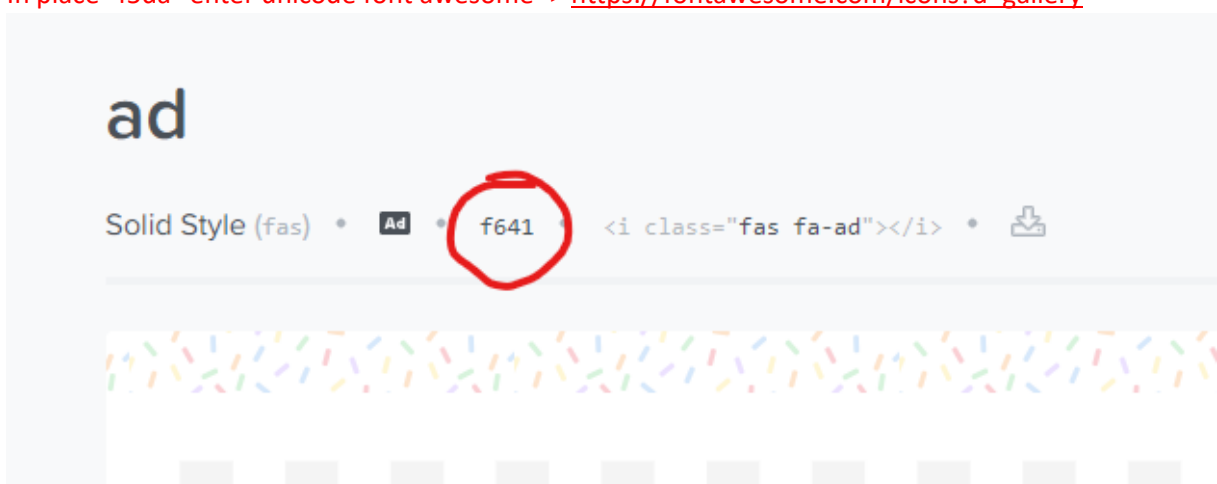 ad
Solid Style (fas) • Ad • f641 • <i class="fas fa-ad"></i> •